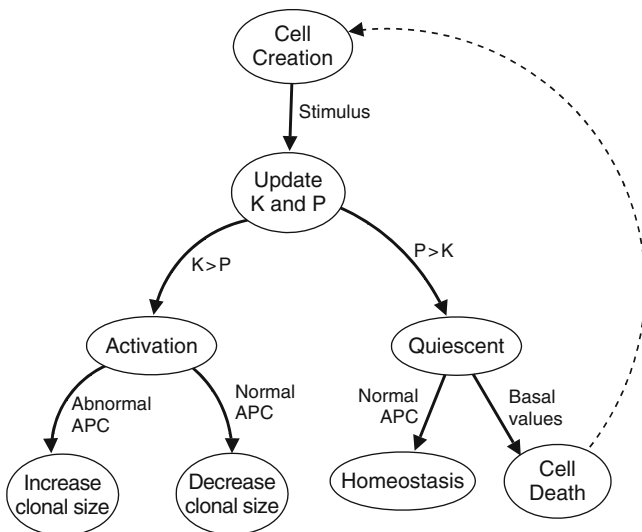 Cell
Creation
Stimulus
Update
K and P
K>P
P>K
Activation
Quiescent
Abnormal
APC
Normal
APC
Normal
APC
Basal
values
Increase
clonal size
Decrease
clonal size
Homeostasis
Cell
Death